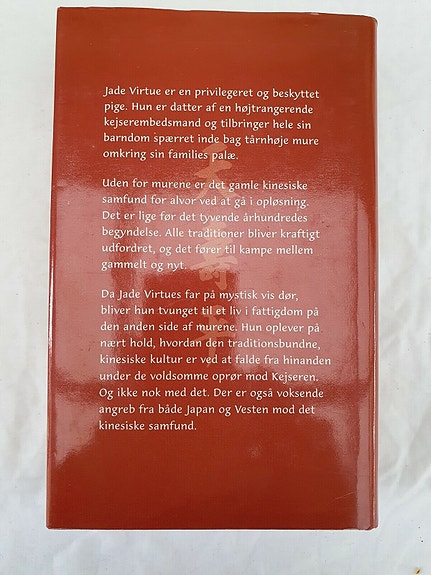 Jade Virtue er en privilegeret og beskyttet
pige. Hun er datter af en højtrangerende
kejserembedsmand og tilbringer hele sin
barndom spærret inde bag tårnhøje mure
omkring sin families palæ.
Uden for murene er det gamle kinesiske
samfund for alvor ved at gå i opløsning.
Det er lige før det tyvende århundredes
begyndelse. Alle traditioner bliver kraftigt
udfordret, og det fører til kampe mellem
gammelt og nyt.
Da Jade Virtues far på mystisk vis dør,
bliver hun tvunget til et liv i fattigdom på
den anden side af murene. Hun oplever på
nært hold, hvordan den traditionsbundne,
kinesiske kultur er ved at falde fra hinanden
under de voldsomme oprør mod Kejseren.
Og ikke nok med det. Der er også voksende
angreb fra både Japan og Vesten mod det
kinesiske samfund.